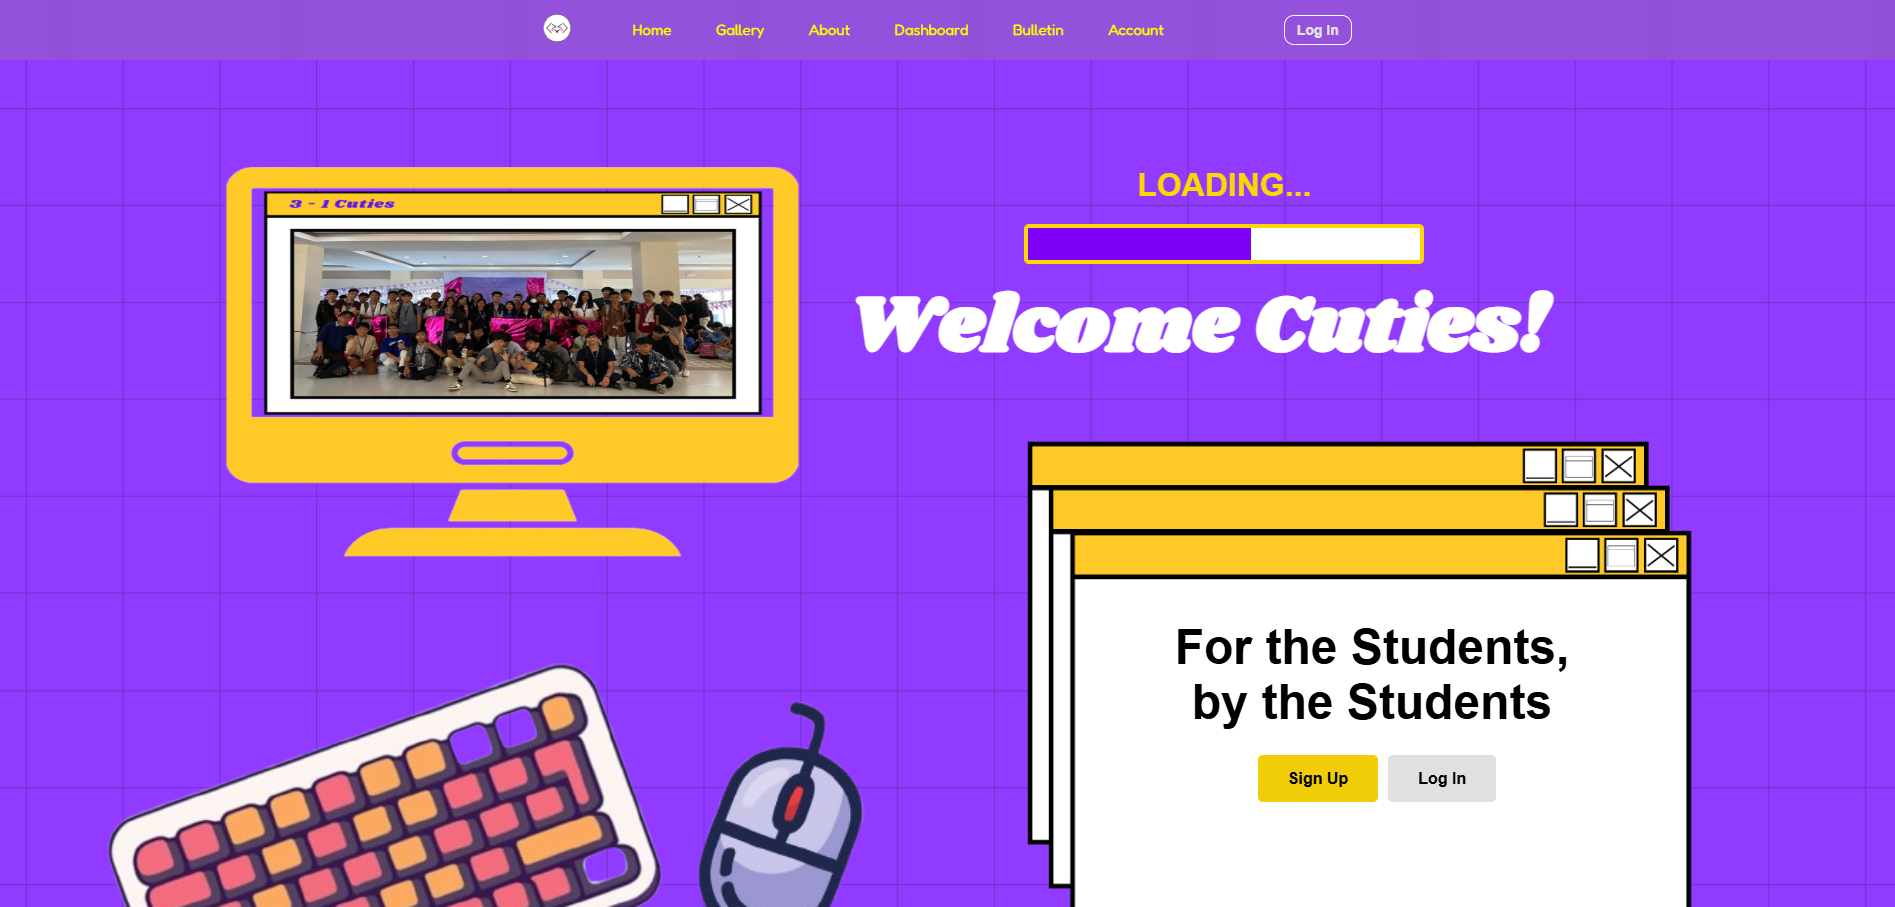 Home
Gallery
About
Dashboard
Bulletin
Account
Log In
3 - 1 Cuties
LOADING...
Welcome Cuties!
For the Students,
by the Students
Sign Up
Log In